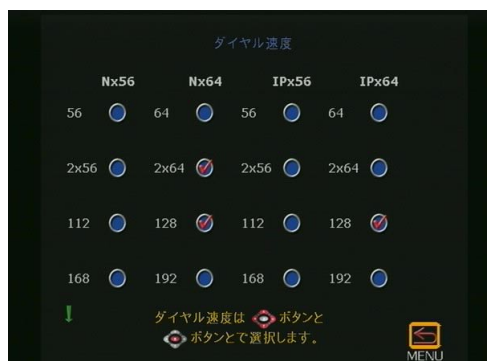 ダイヤル速度
Nx56 Nx64 IPx56 IPx64
56 64 56 64
2x56 2x64 2x56 2x64
112 128 112 128
168 192 168 192
ダイヤル速度は ボタンと
ボタンとで選択します。
MENU